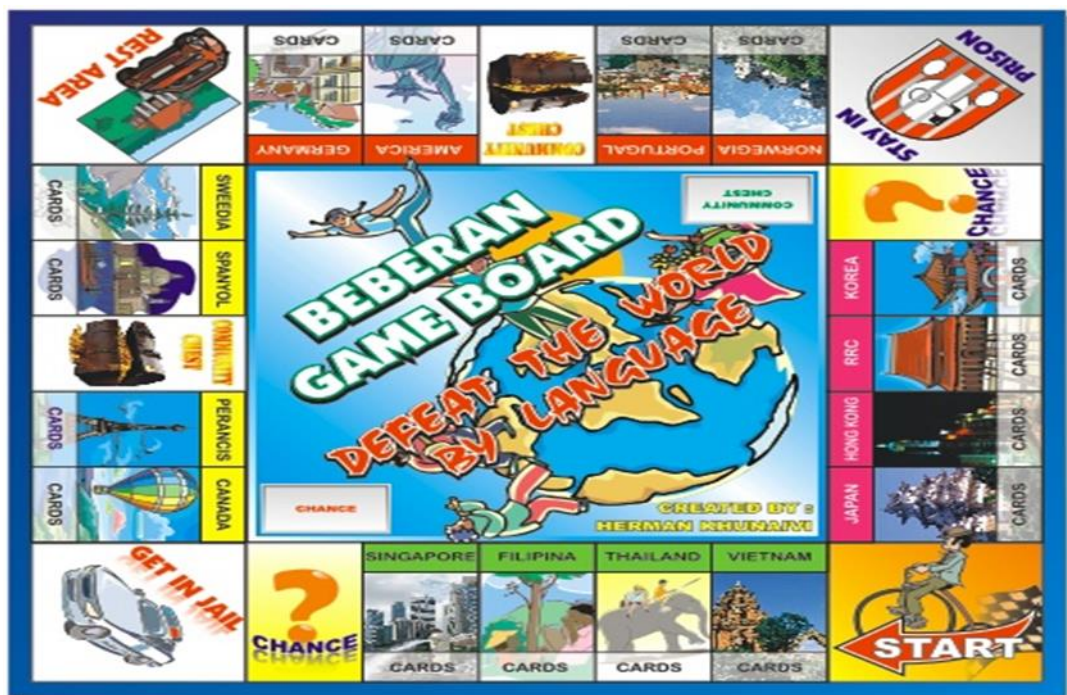 REST AREA
CARDS
CARDS
COMMUNITY
CHEST
CARDS
CARDS
STAY IN
PRISON
GERMANY
AMERICA
PORTUGAL
NORWEGIA
CARDS
SWEEDIA
CARDS
SPANYOL
COMMUNITY
CHEST
CARDS
PERANCIS
CARDS
CANADA
BEBERAN
GAME BOARD
DEFEAT THE WORLD
BY LANGUAGE
COMMUNITY
CHEST
CHANCE
CREATED BY :
HERMAN KHUNAIVI
? CHANCE
KOREA
CARDS
RRC
CARDS
HONG KONG
CARDS
JAPAN
CARDS
GET IN JAIL
?
CHANCE
SINGAPORE
CARDS
FILIPINA
CARDS
THAILAND
CARDS
VIETNAM
CARDS
START